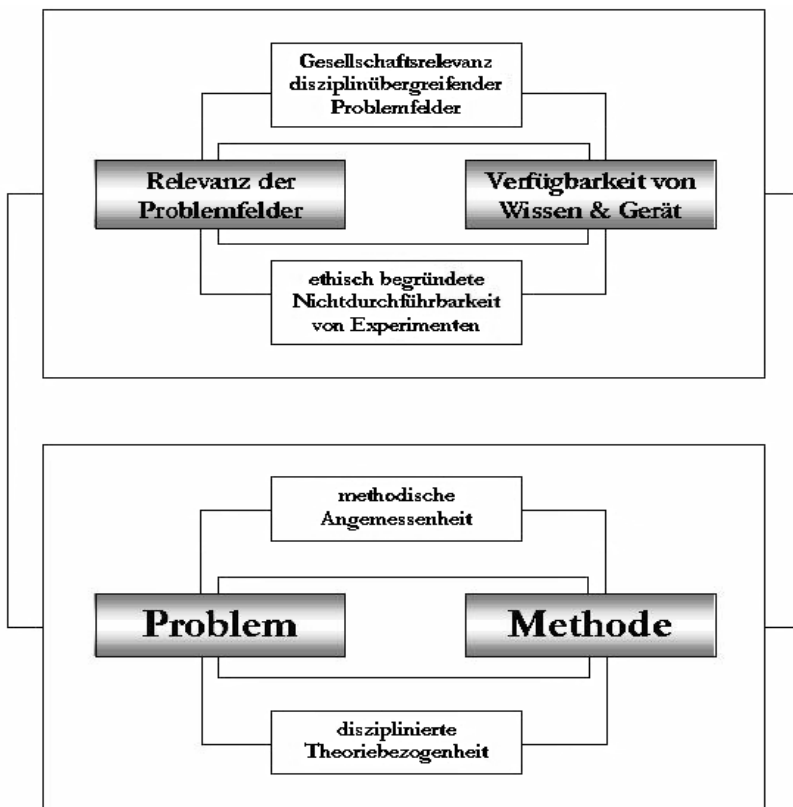 Gesellschaftsrelevanz
disziplinübergreifender
Problemfelder
Relevanz der
Problemfelder
Verfügbarkeit von
Wissen & Gerät
ethisch begründete
Nichtdurchführbarkeit
von Experimenten
methodische
Angemessenheit
Problem
Methode
disziplinierte
Theoriebezogenheit